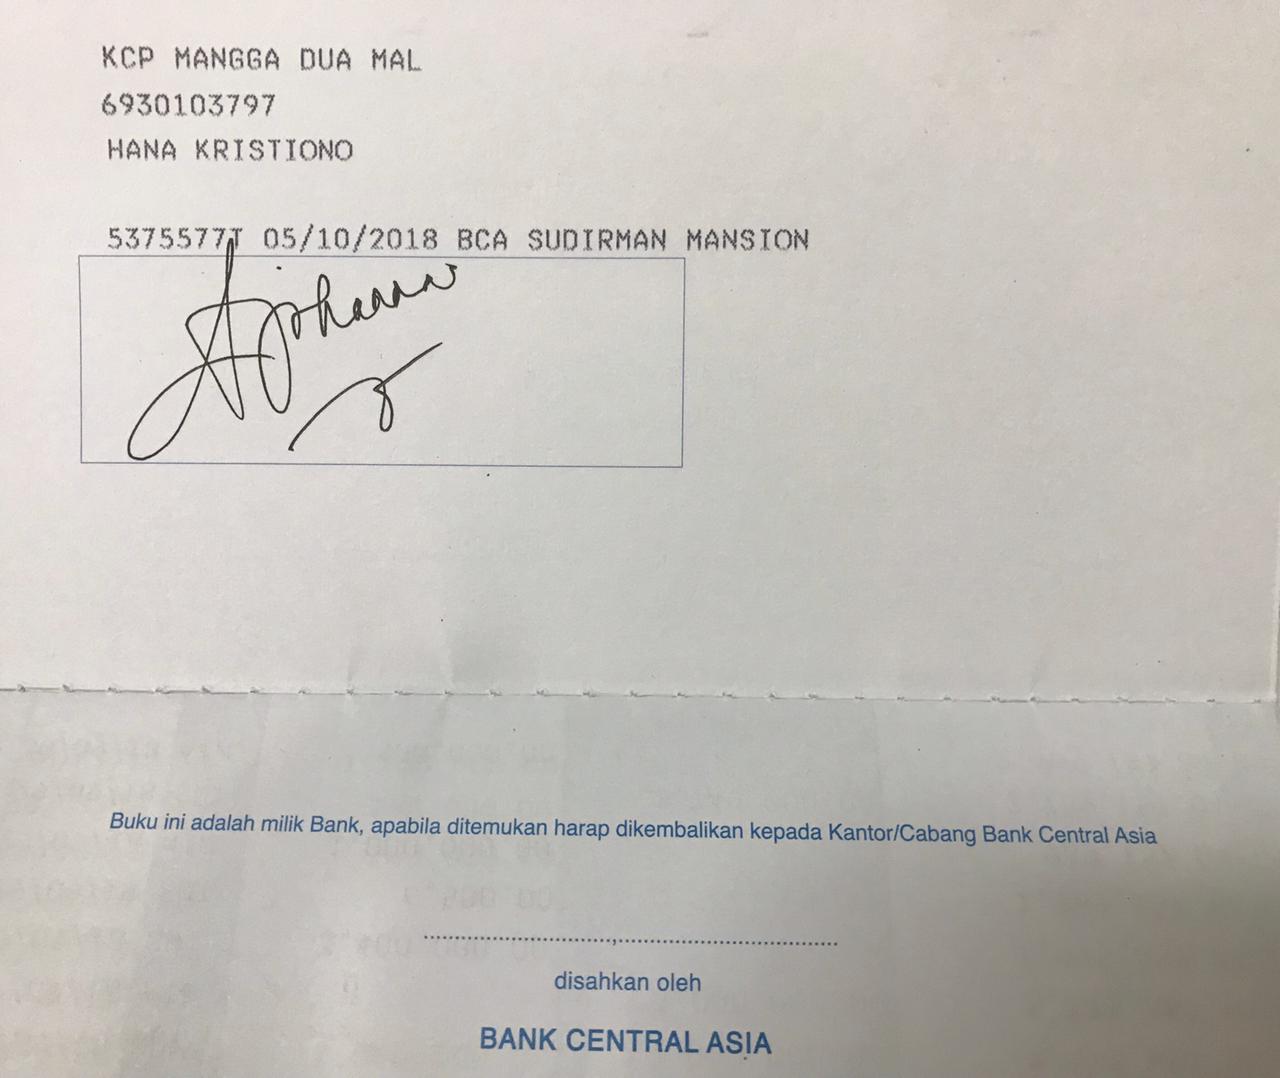 KCP MANGGA DUA MAL
6930103797
HANA KRISTIONO
5375577T 05/10/2018 BCA SUDIRMAN MANSION
Buku ini adalah milik Bank, apabila ditemukan harap dikembalikan kepada Kantor/Cabang Bank Central Asia
disahkan oleh
BANK CENTRAL ASIA